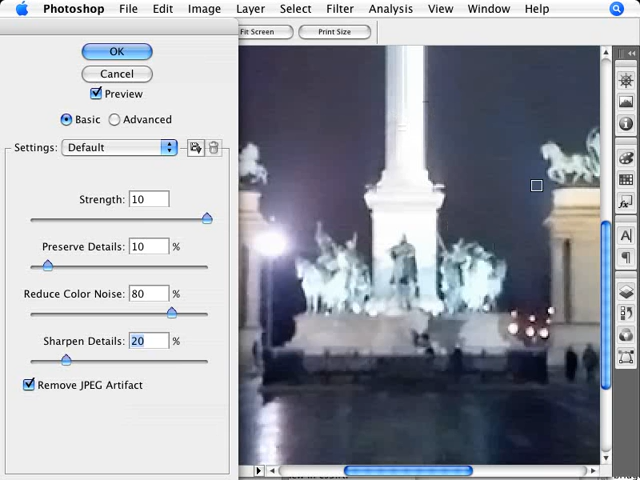 Photoshop File Edit Image Layer Select Filter Analysis View Window Help
Fit Screen Print Size
OK
Cancel
Preview
Basic Advanced
Settings: Default
Strength: 10
Preserve Details: 10 %
Reduce Color Noise: 80 %
Sharpen Details: 20 %
Remove JPEG Artifact